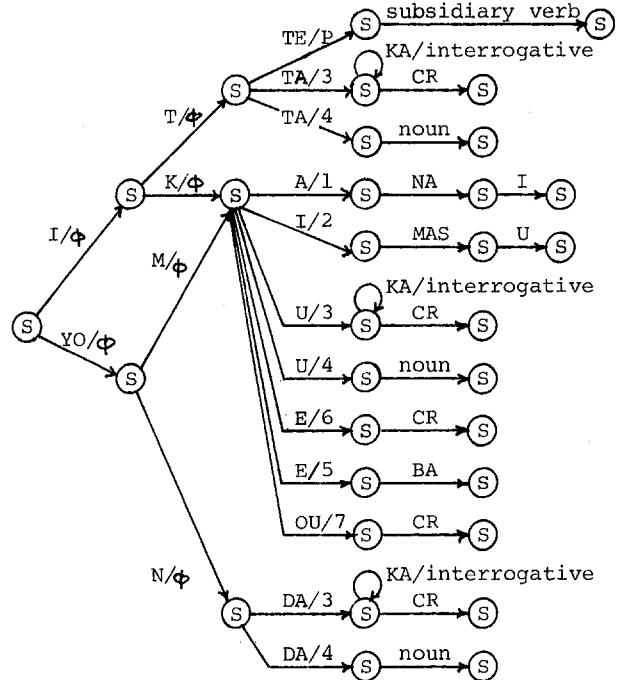 subsidiary verb
S S
TE/P
KA/interrogative
S TA/3 S CR S
T/ϕ TA/4
S noun S
S K/ϕ S A/1 S NA S I S
I/ϕ M/ϕ I/2
S MAS S U S
KA/interrogative
S U/3 S CR S
YO/ϕ
S U/4 S noun S
E/6 S CR S
E/5 S BA S
OU/7 S CR S
N/ϕ KA/interrogative
S DA/3 S CR S
DA/4 S noun S